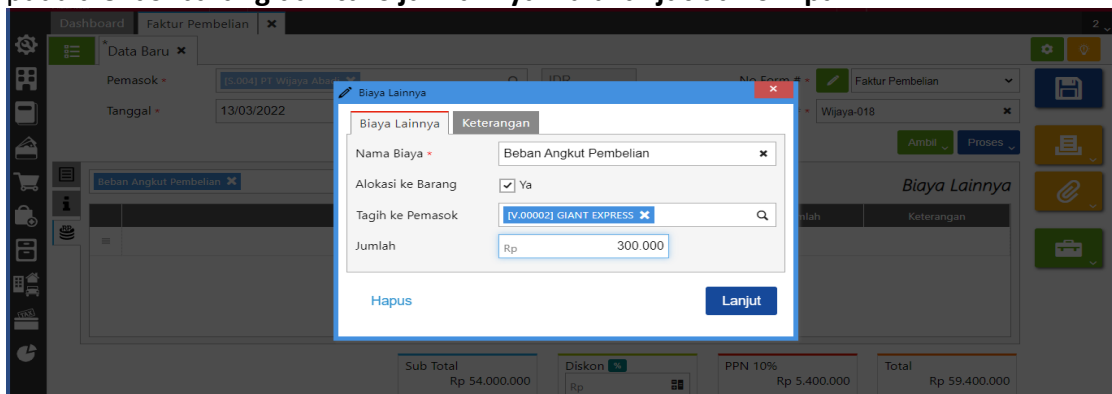 Dashboard Faktur Pembelian ✖ 2
* Data Baru ✖
Pemasok * [S.004] PT Wijaya Abadi IDR No Form # * Faktur Pembelian
Tanggal * 13/03/2022 * Wijaya-018 ✖
Ambil Proses
Beban Angkut Pembelian ✖ Biaya Lainnya
Keterangan
Biaya Lainnya ×
Biaya Lainnya Keterangan
Nama Biaya * Beban Angkut Pembelian ✖
Alokasi ke Barang Ya
Tagih ke Pemasok [V.00002] GIANT EXPRESS ✖
Jumlah Rp 300.000
Hapus Lanjut
Sub Total Diskon % PPN 10% Total
Rp 54.000.000 Rp Rp 5.400.000 Rp 59.400.000